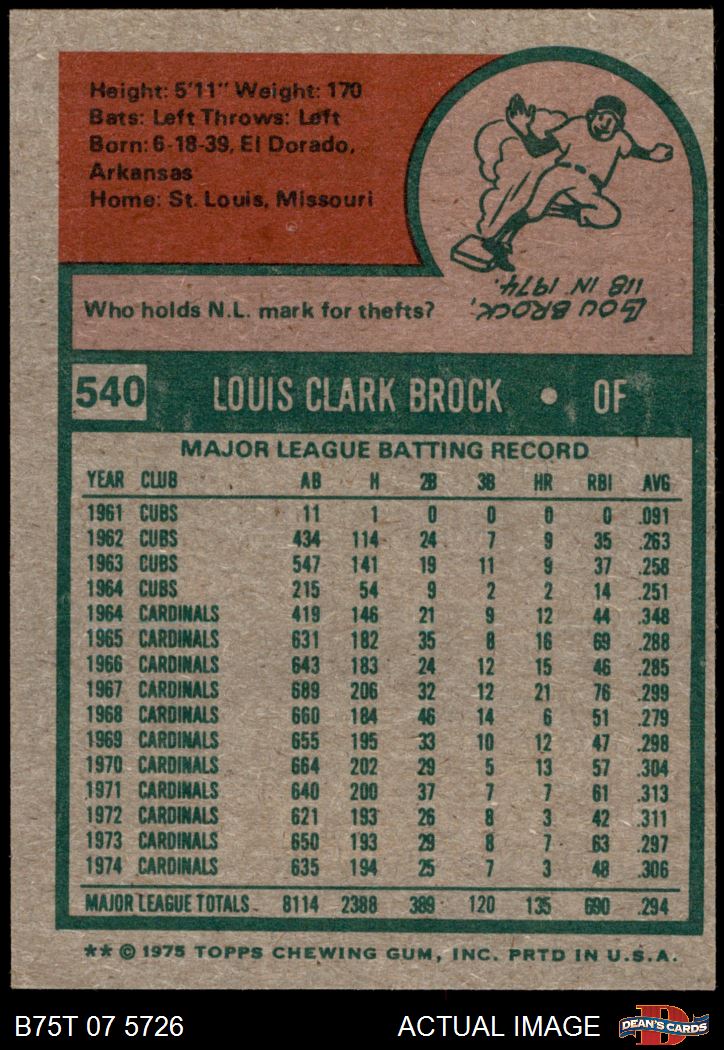 Height: 5'11" Weight: 170
Bats: Left Throws: Left
Born: 6-18-39, El Dorado,
Arkansas
Home: St. Louis, Missouri
Who holds N.L. mark for thefts?
LOU BROCK,
118 IN 1974.
540 LOUIS CLARK BROCK • OF
MAJOR LEAGUE BATTING RECORD
YEAR CLUB AB H 2B 3B HR RBI AVG
1961 CUBS 11 1 0 0 0 0 .091
1962 CUBS 434 114 24 7 9 35 .263
1963 CUBS 547 141 19 11 9 37 .258
1964 CUBS 215 54 9 2 2 14 .251
1964 CARDINALS 419 146 21 9 12 44 .348
1965 CARDINALS 631 182 35 8 16 69 .288
1966 CARDINALS 643 183 24 12 15 46 .285
1967 CARDINALS 689 206 32 12 21 76 .299
1968 CARDINALS 660 184 46 14 6 51 .279
1969 CARDINALS 655 195 33 10 12 47 .298
1970 CARDINALS 664 202 29 5 13 57 .304
1971 CARDINALS 640 200 37 7 7 61 .313
1972 CARDINALS 621 193 26 8 3 42 .311
1973 CARDINALS 650 193 29 8 7 63 .297
1974 CARDINALS 635 194 25 7 3 48 .306
MAJOR LEAGUE TOTALS 8114 2388 389 120 135 690 .294
** © 1975 TOPPS CHEWING GUM, INC. PRTD IN U.S.A.
B75T 07 5726 ACTUAL IMAGE
DEAN'S CARDS